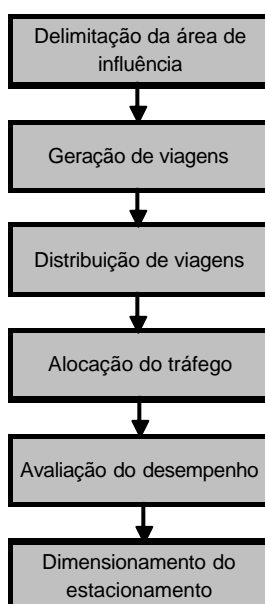 Delimitação da área de
influência
Geração de viagens
Distribuição de viagens
Alocação do tráfego
Avaliação do desempenho
Dimensionamento do
estacionamento